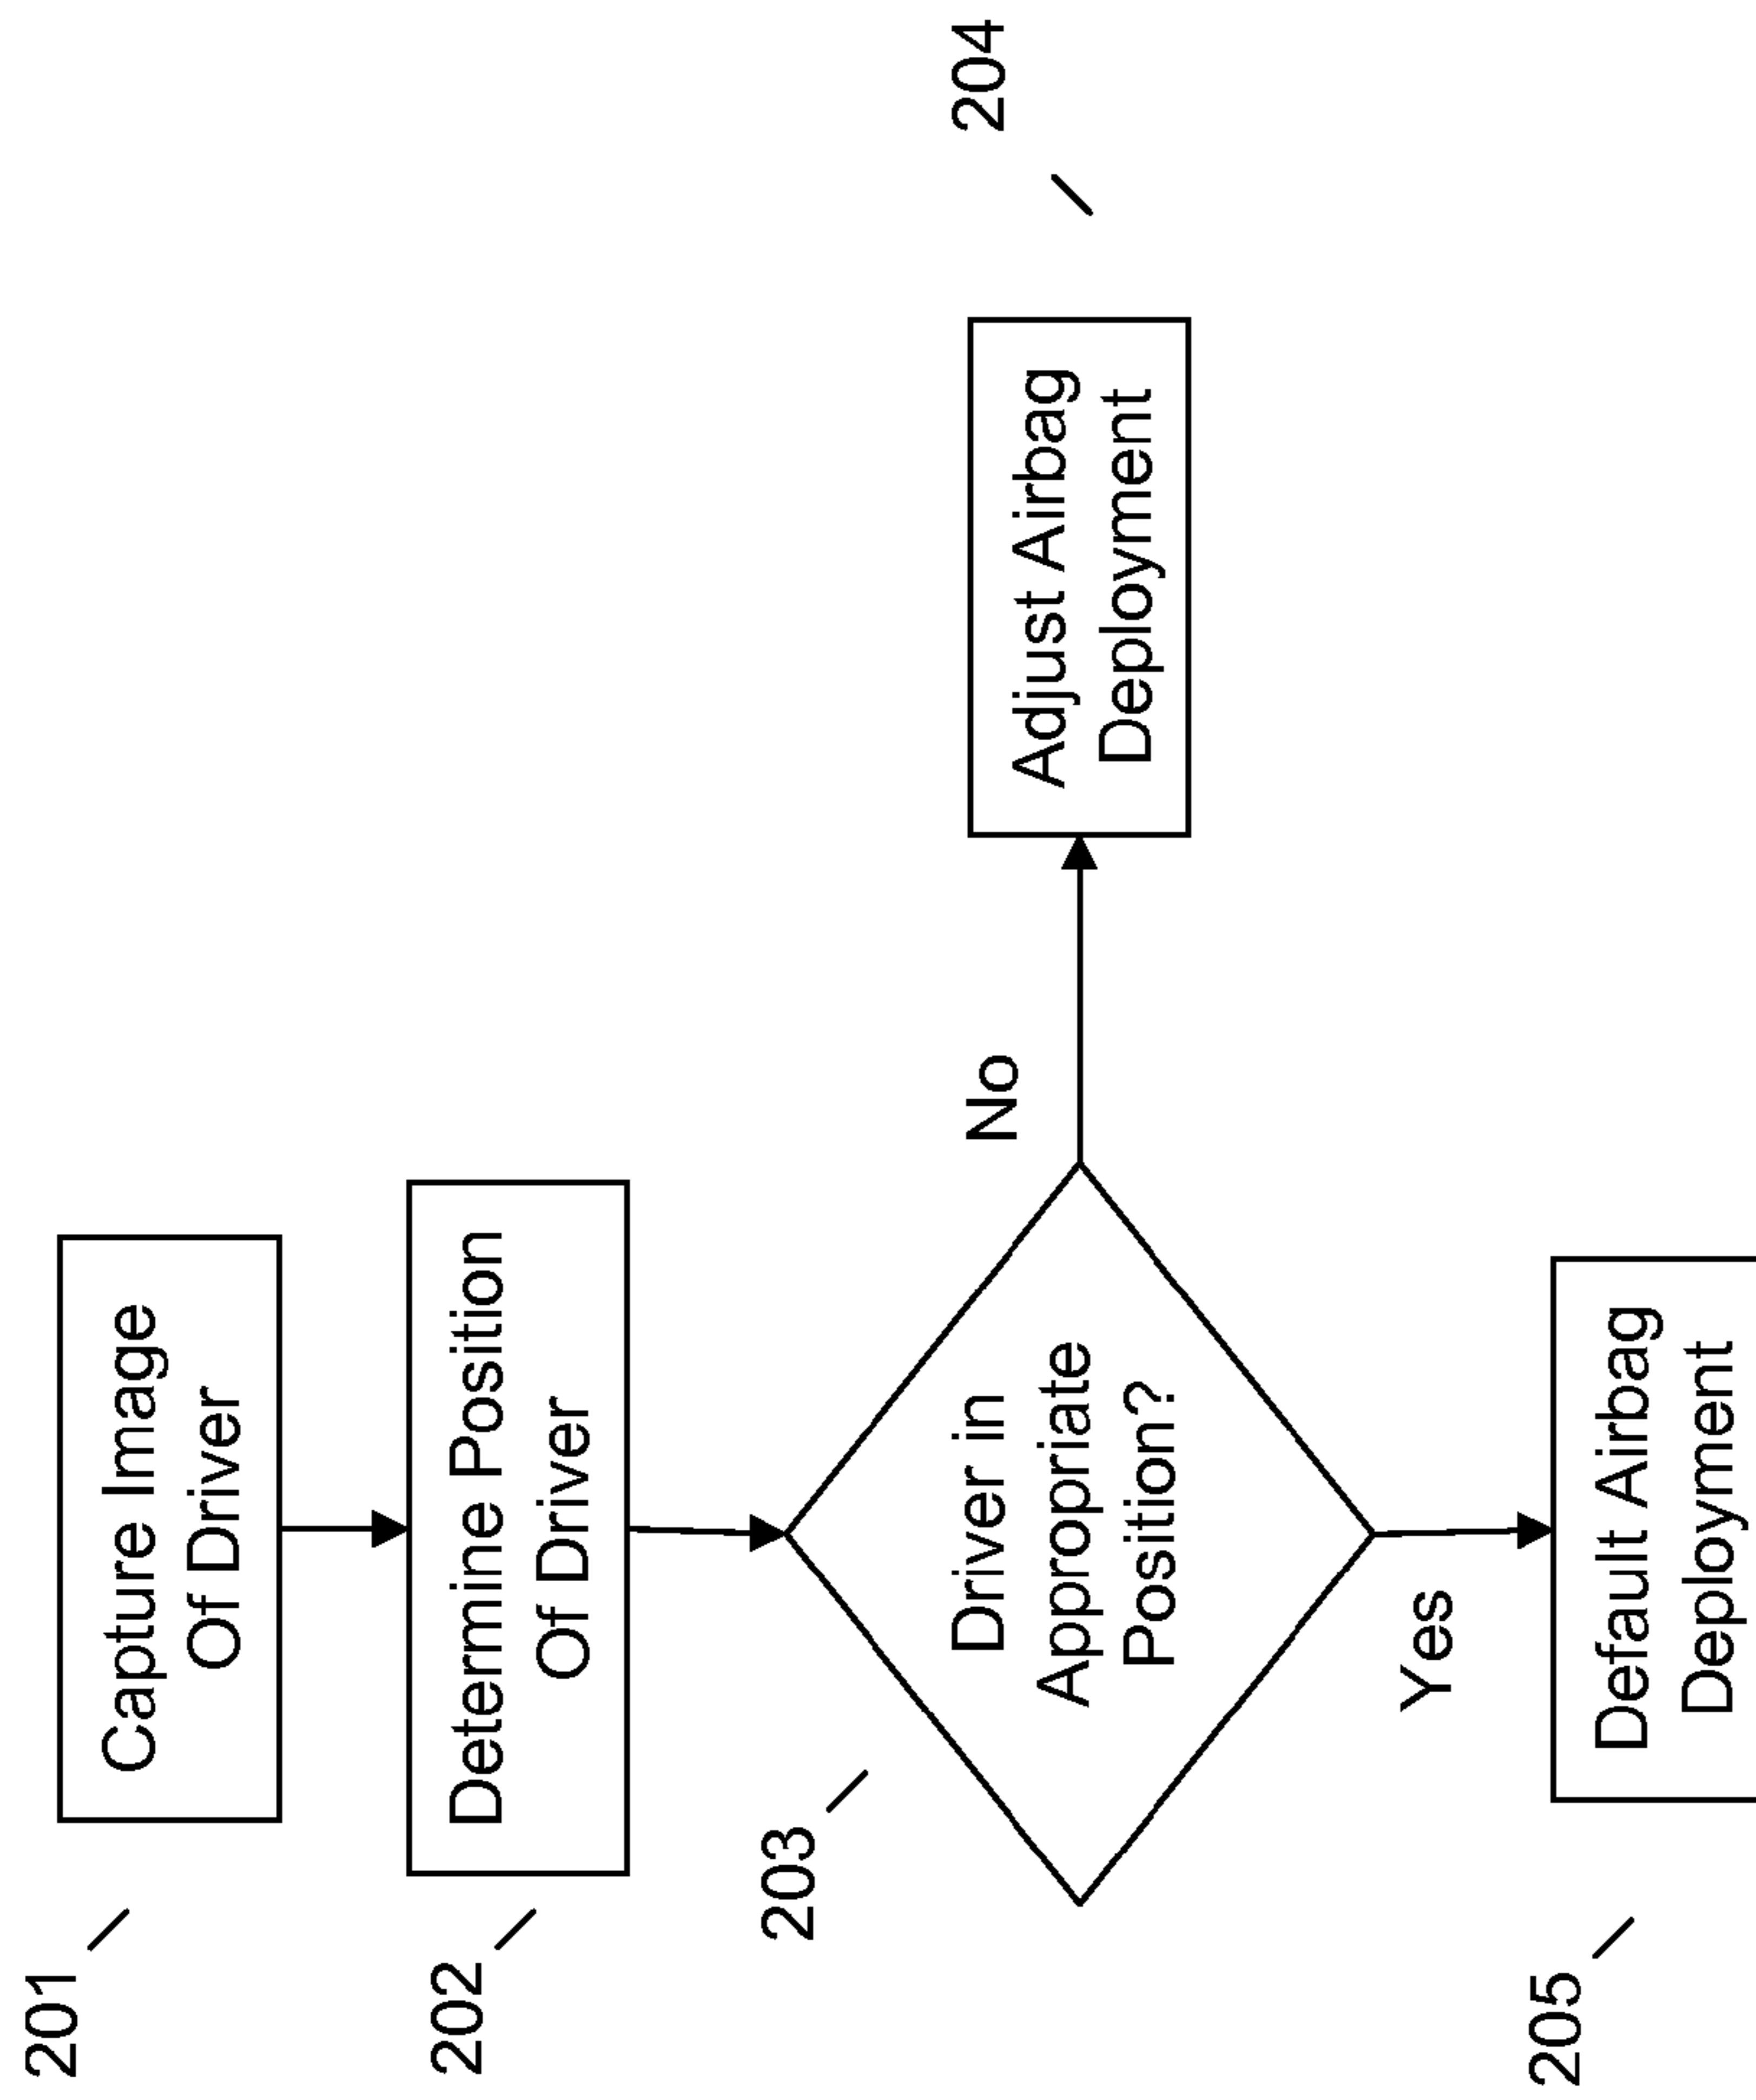 201
Capture Image
Of Driver
202
Determine Position
Of Driver
203
Driver in
Appropriate
Position?
No
204
Adjust Airbag
Deployment
Yes
205
Default Airbag
Deployment